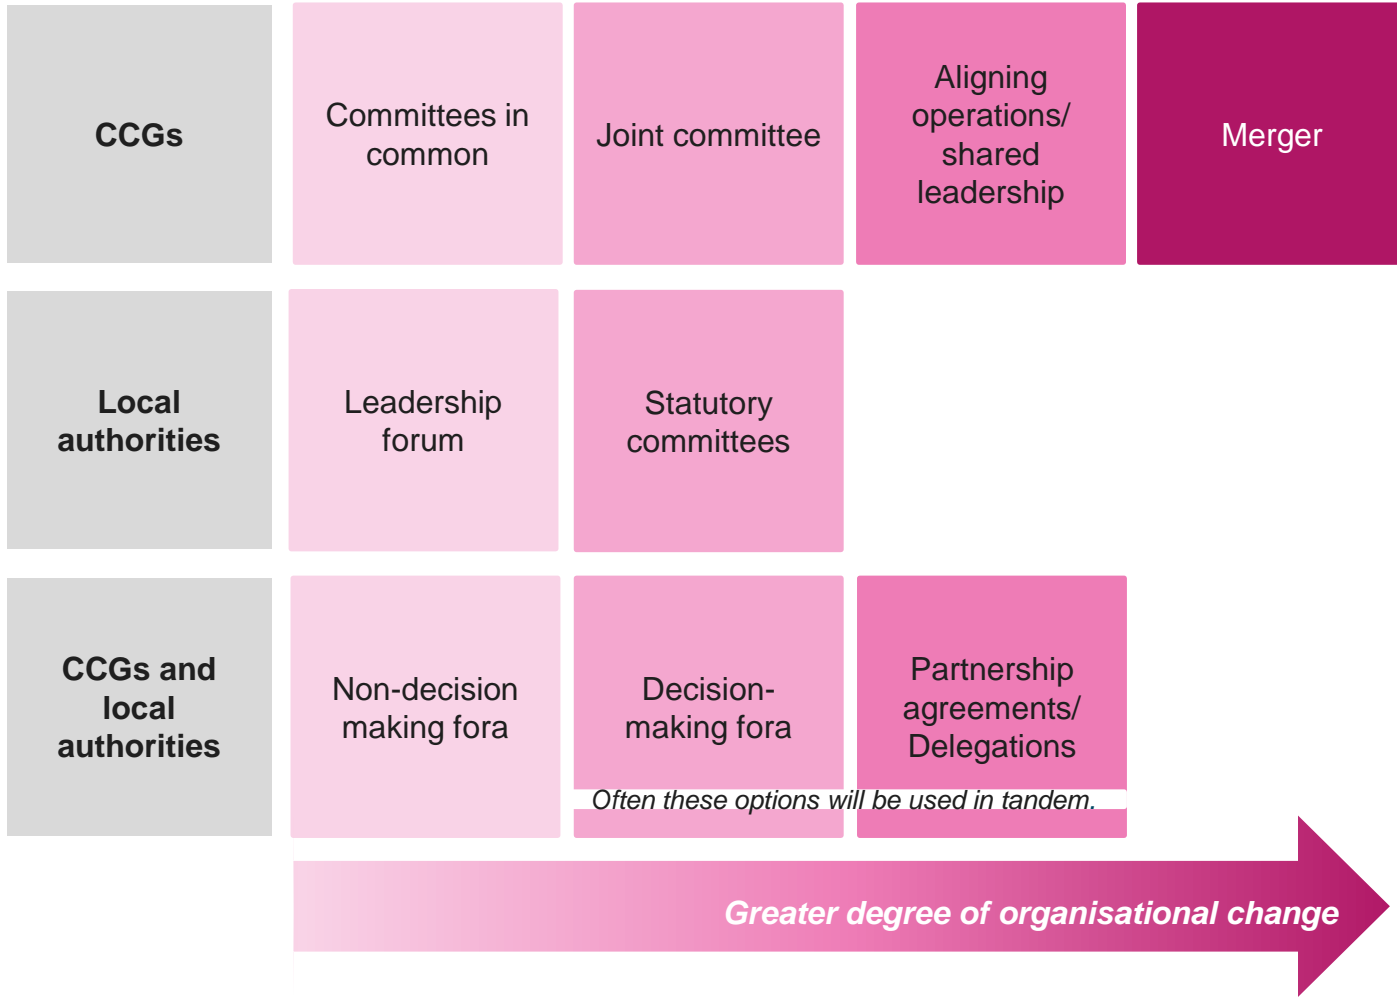 CCGs
Committees in
common
Joint committee
Aligning
operations/
shared
leadership
Merger
Local
authorities
Leadership
forum
Statutory
committees
CCGs and
local
authorities
Non-decision
making fora
Decision-
making fora
Partnership
agreements/
Delegations
Often these options will be used in tandem.
Greater degree of organisational change